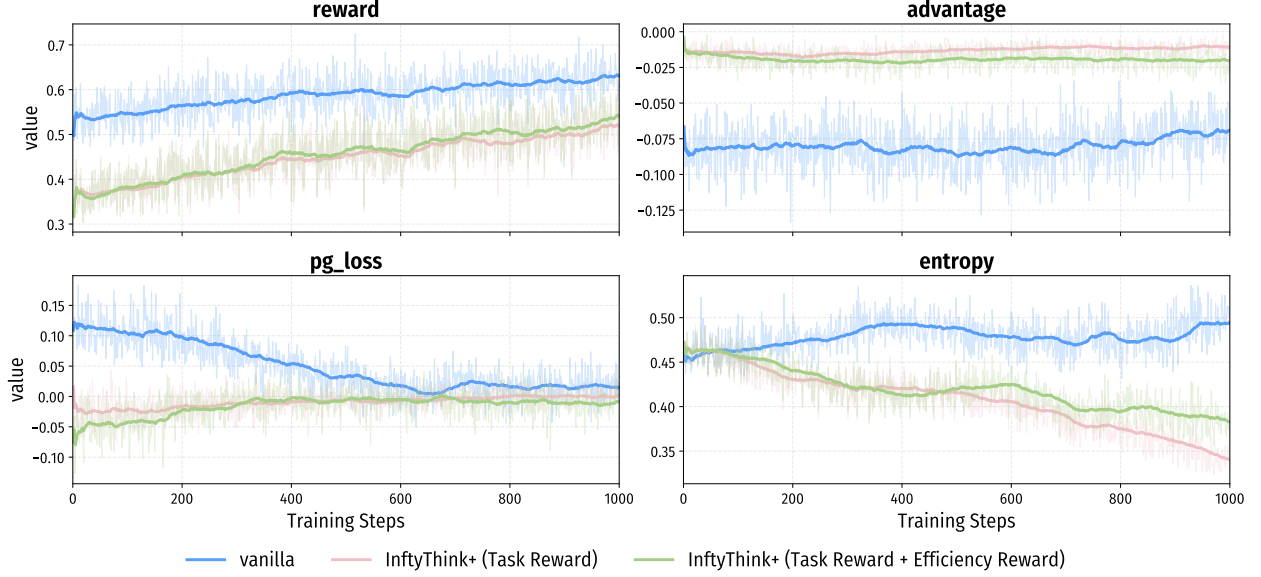 reward
advantage
value
0.7
0.6
0.5
0.4
0.3
0.000
−0.025
−0.050
−0.075
−0.100
−0.125
pg_loss
entropy
value
0.15
0.10
0.05
0.00
−0.05
−0.10
0.50
0.45
0.40
0.35
0 200 400 600 800 1000
0 200 400 600 800 1000
Training Steps
Training Steps
vanilla InftyThink+ (Task Reward) InftyThink+ (Task Reward + Efficiency Reward)